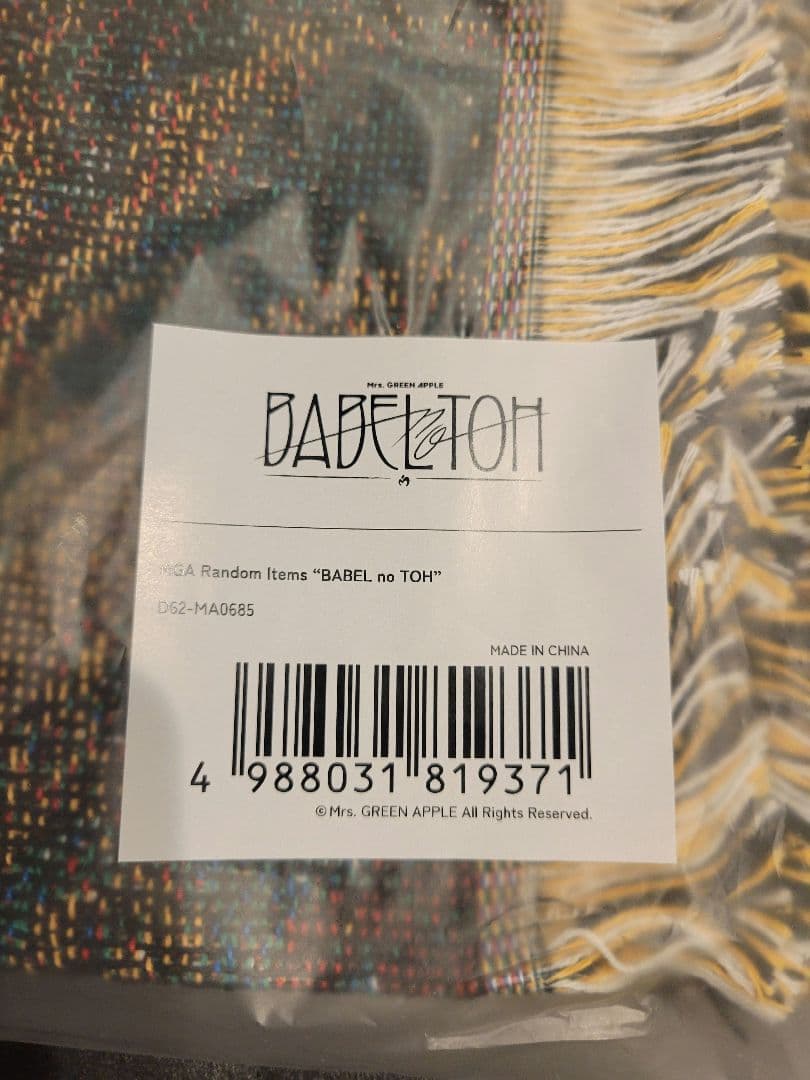 Mrs. GREEN APPLE
BABEL no TOH
MGA Random Items “BABEL no TOH”
D62-MA0685
MADE IN CHINA
4 988031 819371
©Mrs. GREEN APPLE All Rights Reserved.